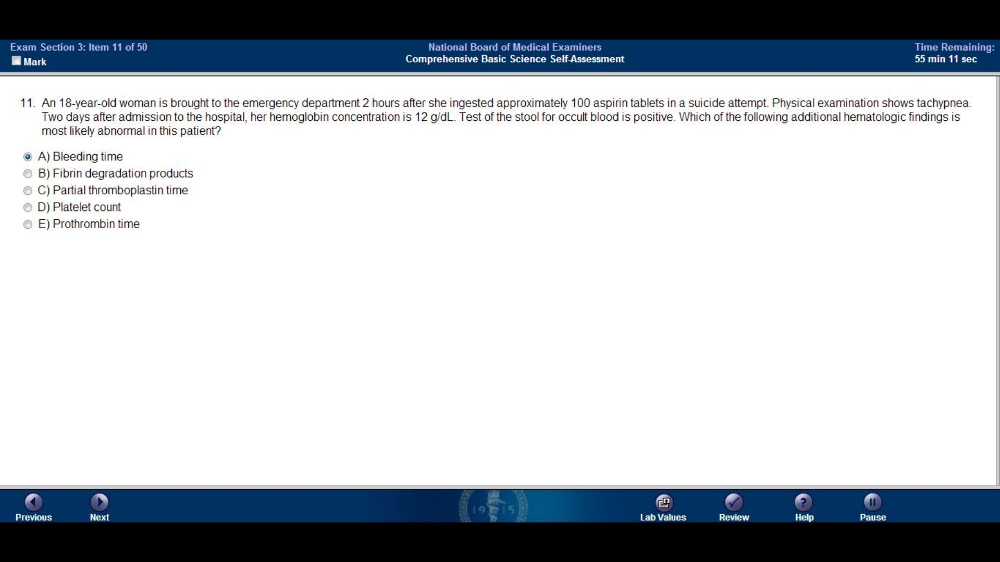 Exam Section 3: Item 11 of 50
National Board of Medical Examiners
Time Remaining:
Mark
Comprehensive Basic Science Self-Assessment
55 min 11 sec
11. An 18-year-old woman is brought to the emergency department 2 hours after she ingested approximately 100 aspirin tablets in a suicide attempt. Physical examination shows tachypnea.
Two days after admission to the hospital, her hemoglobin concentration is 12 g/dL. Test of the stool for occult blood is positive. Which of the following additional hematologic findings is
most likely abnormal in this patient?
A) Bleeding time
B) Fibrin degradation products
C) Partial thromboplastin time
D) Platelet count
E) Prothrombin time
1915
Previous
Next
Lab Values
Review
Help
Pause